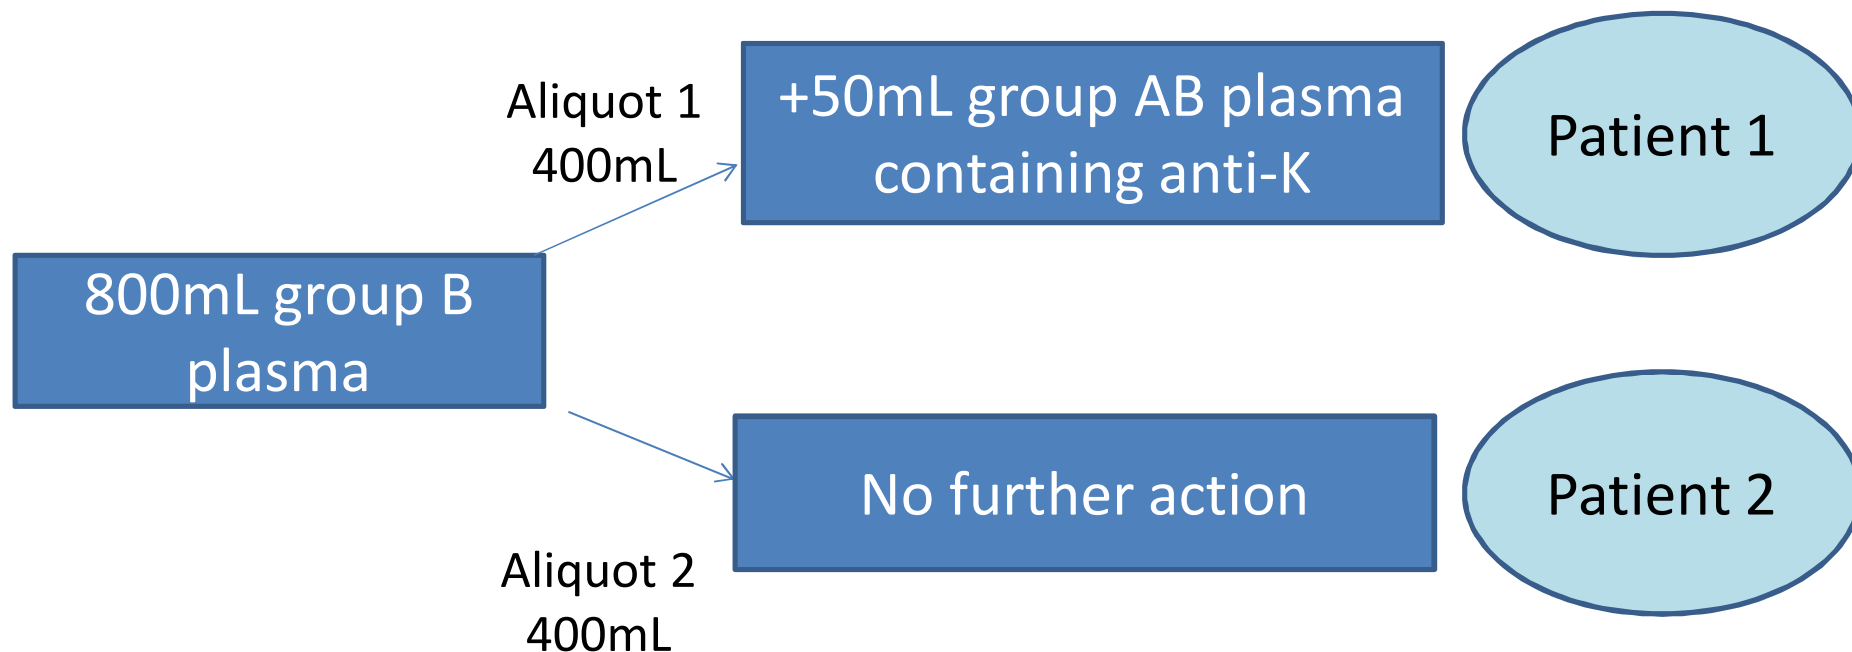 800mL group B
plasma
Aliquot 1
400mL
+50mL group AB plasma
containing anti-K
Patient 1
Aliquot 2
400mL
No further action
Patient 2